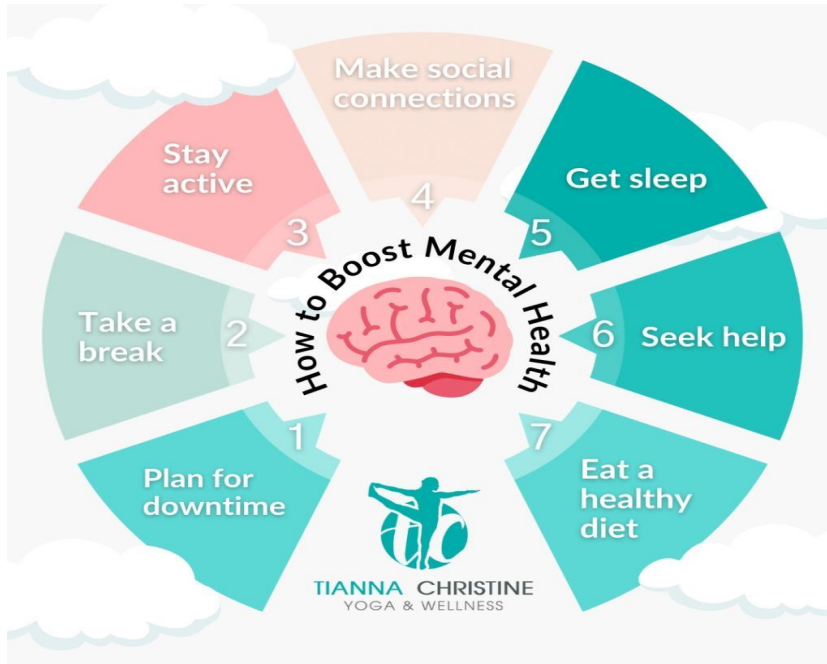 How to Boost Mental Health
1
Plan for
downtime
2
Take a
break
3
Stay
active
4
Make social
connections
5
Get sleep
6
Seek help
7
Eat a
healthy
diet
tc
TIANNA CHRISTINE
YOGA & WELLNESS